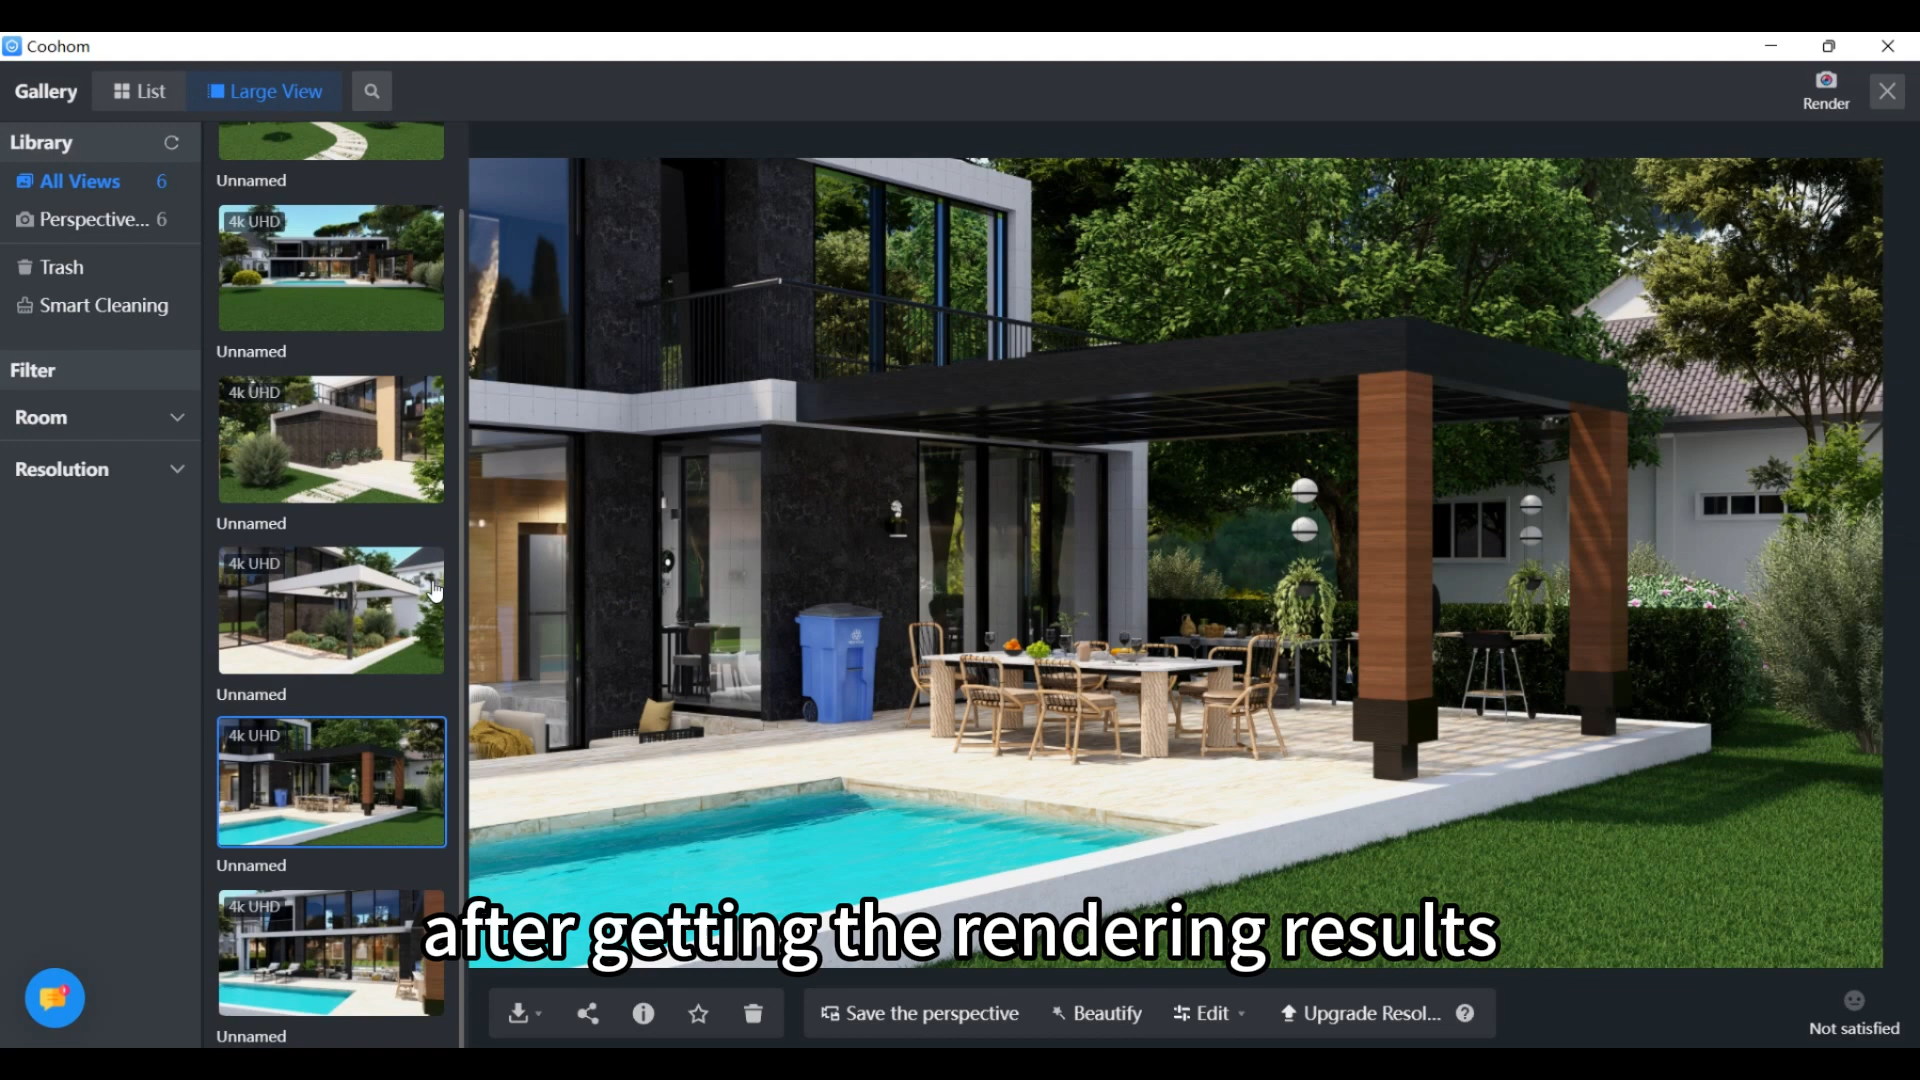 Coohom
Gallery
List
Large View
Render
Library
All Views 6
Perspective... 6
Trash
Smart Cleaning
Filter
Room
Resolution
Unnamed
4k UHD
Unnamed
4k UHD
Unnamed
4k UHD
Unnamed
4k UHD
Unnamed
4k UHD
Unnamed
after getting the rendering results
Save the perspective
Beautify
Edit
Upgrade Resol...
Not satisfied